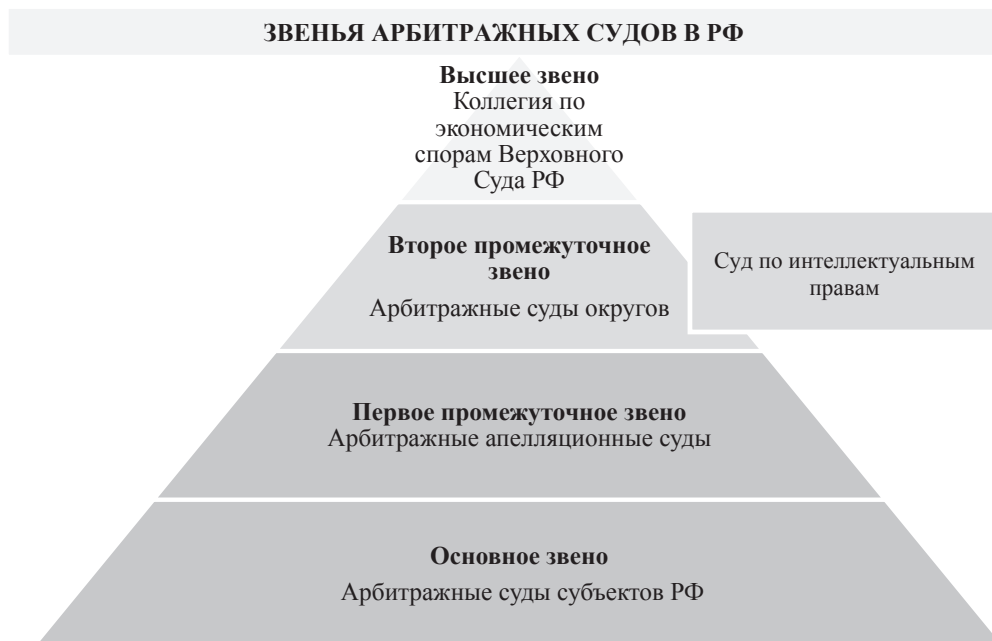 ЗВЕНЬЯ АРБИТРАЖНЫХ СУДОВ В РФ
Высшее звено
Коллегия по
экономическим
спорам Верховного
Суда РФ
Второе промежуточное
звено
Арбитражные суды округов
Суд по интеллектуальным
правам
Первое промежуточное звено
Арбитражные апелляционные суды
Основное звено
Арбитражные суды субъектов РФ